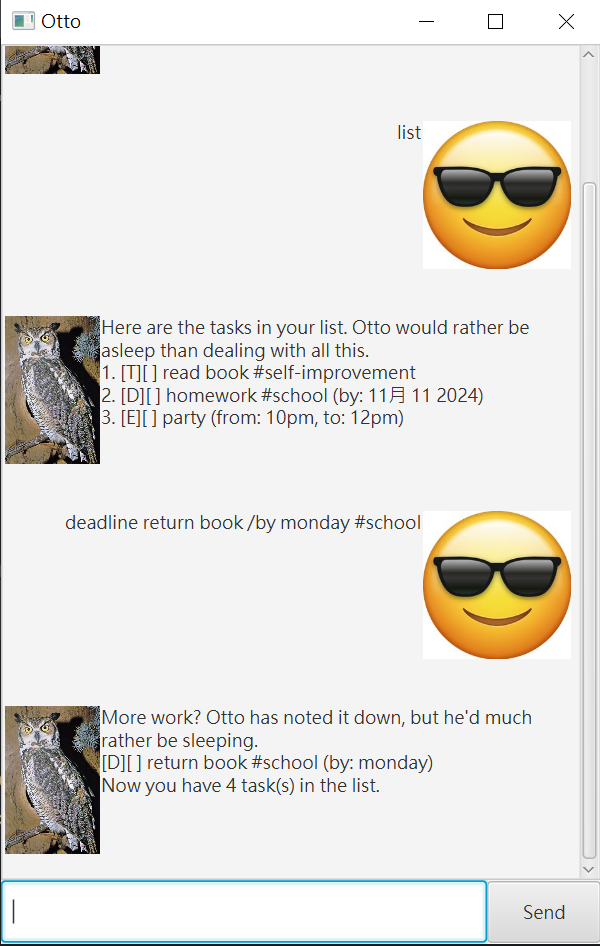 Otto
list
Here are the tasks in your list. Otto would rather be
asleep than dealing with all this.
1. [T][ ] read book #self-improvement
2. [D][ ] homework #school (by: 11月 11 2024)
3. [E][ ] party (from: 10pm, to: 12pm)
deadline return book /by monday #school
More work? Otto has noted it down, but he'd much
rather be sleeping.
[D][ ] return book #school (by: monday)
Now you have 4 task(s) in the list.
Send